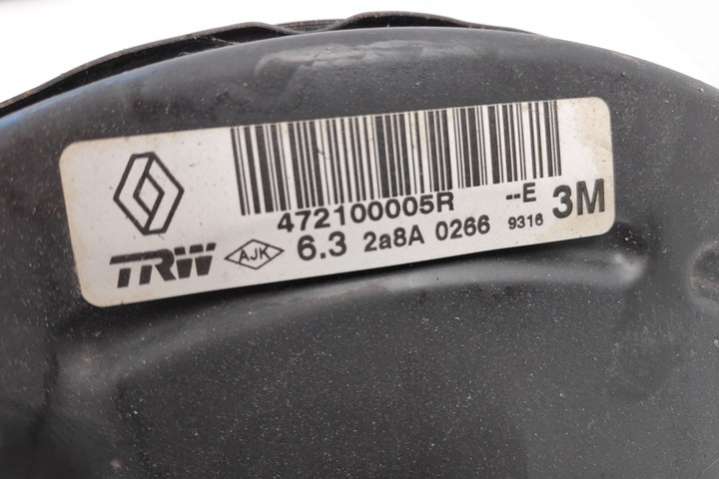 472100005R --E 3M
TRW AJK 6.3 2a8A 0266 9316